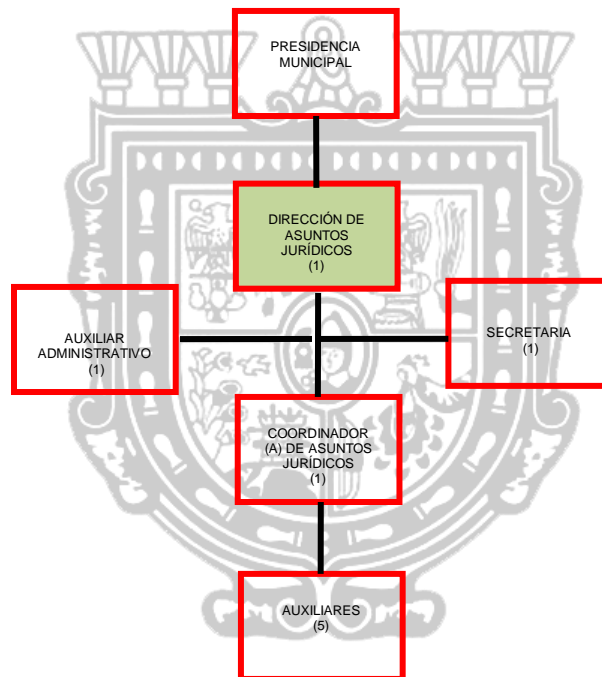 PRESIDENCIA
MUNICIPAL
DIRECCIÓN DE
ASUNTOS
JURÍDICOS
(1)
AUXILIAR
ADMINISTRATIVO
(1)
SECRETARIA
(1)
COORDINADOR
(A) DE ASUNTOS
JURÍDICOS
(1)
AUXILIARES
(5)